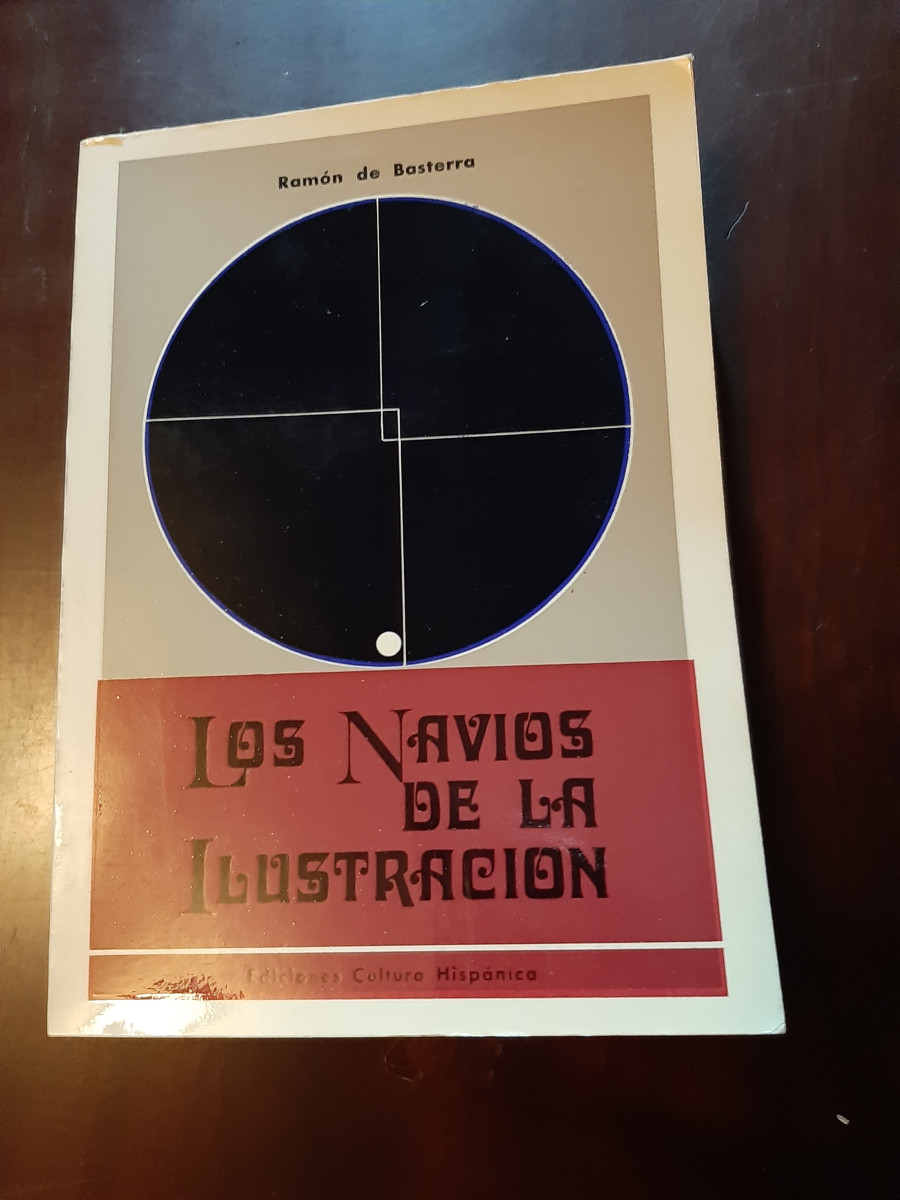 Ramón de Basterra
LOS NAVIOS
DE LA
ILUSTRACION
Ediciones Cultura Hispánica